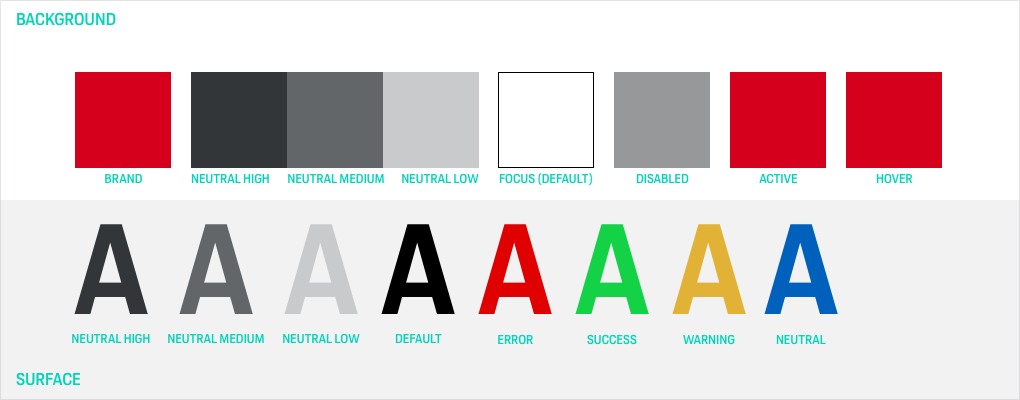 BACKGROUND
BRAND NEUTRAL HIGH NEUTRAL MEDIUM NEUTRAL LOW FOCUS (DEFAULT) DISABLED ACTIVE HOVER
A A A A A A A A
NEUTRAL HIGH NEUTRAL MEDIUM NEUTRAL LOW DEFAULT ERROR SUCCESS WARNING NEUTRAL
SURFACE